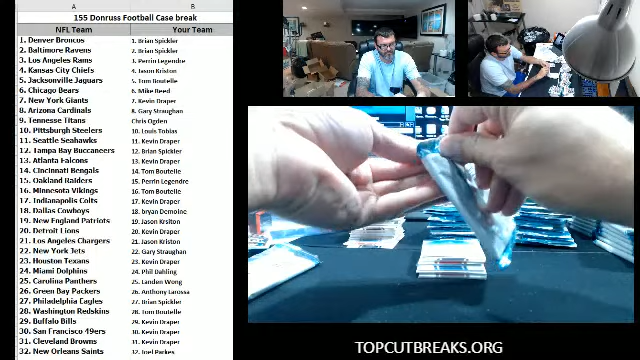 A B
155 Donruss Football Case break
NFL Team Your Team
1. Denver Broncos 1. Brian Spickler
2. Baltimore Ravens 2. Brian Spickler
3. Los Angeles Rams 3. Perrin Legendre
4. Kansas City Chiefs 4. Jason Kriston
5. Jacksonville Jaguars 5. Tom Boutelle
6. Chicago Bears 6. Mike Reed
7. New York Giants 7. Kevin Draper
8. Arizona Cardinals 8. Gary Straughan
9. Tennesse Titans Chris Ogden
10. Pittsburgh Steelers 10. Louis Tobias
11. Seattle Seahawks 11. Kevin Draper
12. Tampa Bay Buccaneers 12. Brian Spickler
13. Atlanta Falcons 13. Kevin Draper
14. Cincinnati Bengals 14. Tom Boutelle
15. Oakland Raiders 15. Perrin Legendre
16. Minnesota Vikings 16. Tom Boutelle
17. Indianapolis Colts 17. Kevin Draper
18. Dallas Cowboys 18. bryan Demoine
19. New England Patriots 19. Jason Kriston
20. Detroit Lions 20. Kevin Draper
21. Los Angeles Chargers 21. Jason Kriston
22. New York Jets 22. Gary Straughan
23. Houston Texans 23. Kevin Draper
24. Miami Dolphins 24. Phil Dahling
25. Carolina Panthers 25. Landen Wong
26. Green Bay Packers 26. Anthony Larossa
27. Philadelphia Eagles 27. Brian Spickler
28. Washington Redskins 28. Tom Boutelle
29. Buffalo Bills 29. Kevin Draper
30. San Francisco 49ers 30. Kevin Draper
31. Cleveland Browns 31. Kevin Draper
32. New Orleans Saints 32. Joel Parkes
TOPCUTBREAKS.ORG